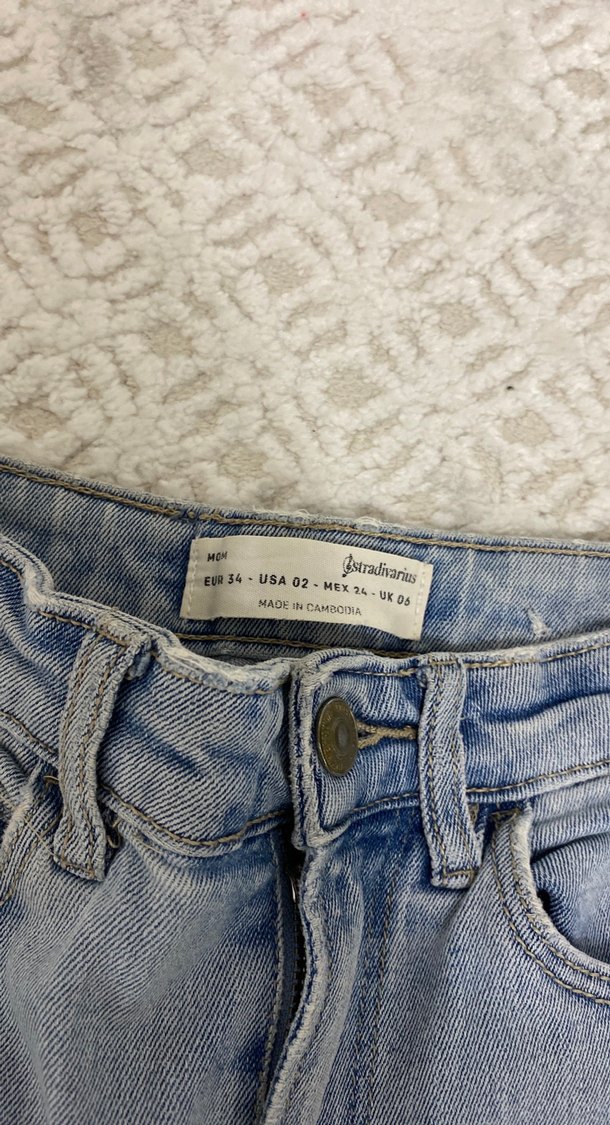 MOM
Stradivarius
EUR 34 - USA 02 - MEX 24 - UK 06
MADE IN CAMBODIA